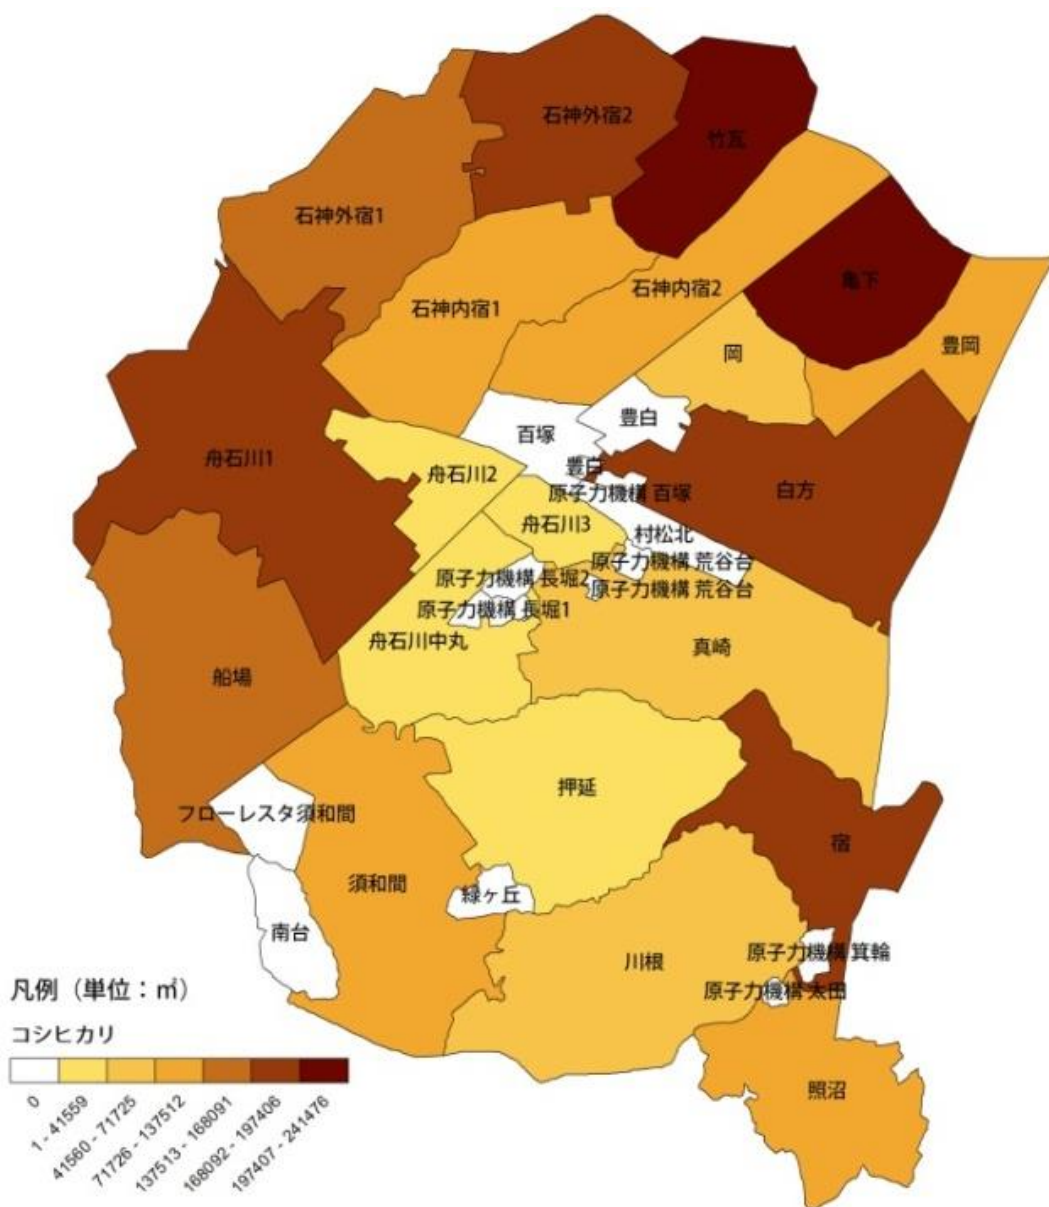 石神外宿2
竹瓦
石神外宿1
石神内宿2
亀下
石神内宿1
豊岡
岡
豊白
百塚
舟石川1
豊白
舟石川2
原子力機構 百塚
白方
舟石川3
村松北
原子力機構 荒谷台
原子力機構 長堀2
原子力機構 荒谷台
原子力機構 長堀1
舟石川中丸
真崎
船場
押延
フローレスタ須和間
宿
須和間
緑ヶ丘
南台
川根
原子力機構 箕輪
原子力機構 太田
照沼
凡例（単位：㎡）
コシヒカリ
0
1 - 41559
41560 - 71725
71726 - 137512
137513 - 168091
168092 - 197406
197407 - 241476